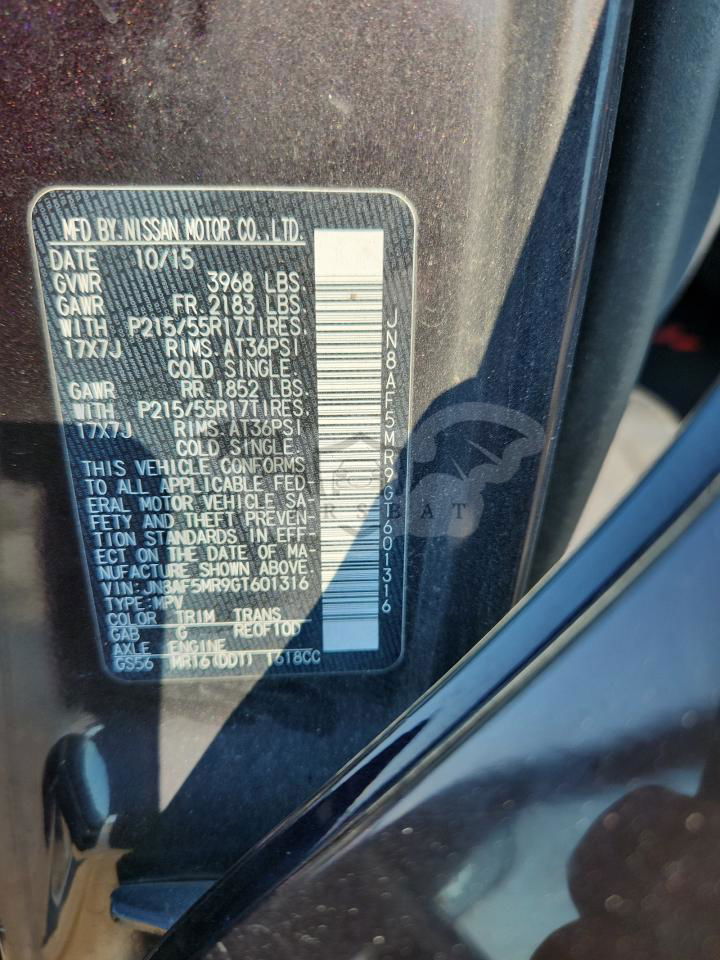 MFD BY.NISSAN MOTOR CO.,LTD.
DATE 10/15
GVWR 3968 LBS.
GAWR FR. 2183 LBS.
WITH P215/55R17TIRES.
17X7J RIMS.AT36PSI
COLD SINGLE.
GAWR RR. 1852 LBS.
WITH P215/55R17TIRES.
17X7J RIMS.AT36PSI
COLD SINGLE.
THIS VEHICLE CONFORMS
TO ALL APPLICABLE FED-
ERAL MOTOR VEHICLE SA-
FETY AND THEFT PREVEN-
TION STANDARDS IN EFF-
ECT ON THE DATE OF MA-
NUFACTURE SHOWN ABOVE.
VIN:JN8AF5MR9GT601316
TYPE:MPV
COLOR TRIM TRANS
GAB G RE0F10D
AXLE ENGINE
GS56 MR16(DDT) 1618CC
JN8AF5MR9GT601316